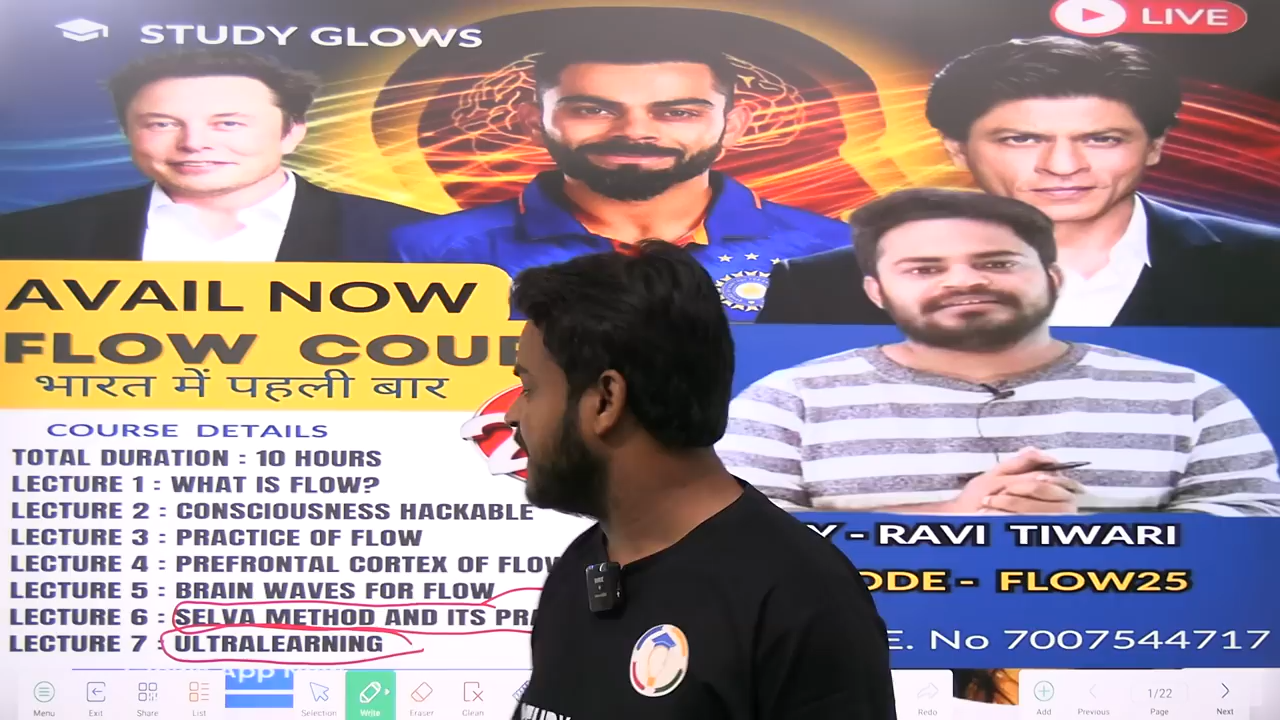 STUDY GLOWS
LIVE
AVAIL NOW
FLOW
भारत में पहली बार
COURSE DETAILS
TOTAL DURATION : 10 HOURS
LECTURE 1 : WHAT IS FLOW?
LECTURE 2 : CONSCIOUSNESS HACKABLE
LECTURE 3 : PRACTICE OF FLOW
LECTURE 4 : PREFRONTAL CORTEX OF FLOW
LECTURE 5 : BRAIN WAVES FOR FLOW
LECTURE 6 : SELVA METHOD AND ITS
LECTURE 7 : ULTRALEARNING
- RAVI TIWARI
- FLOW25
No 7007544717
Menu Exit Share List Selection Write Eraser Clean Redo Add Previous 1/22 Page Next